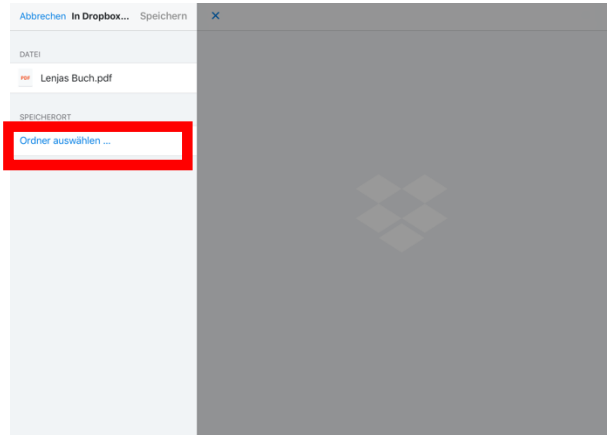 Abbrechen In Dropbox... Speichern
DATEI
PDF Lenjas Buch.pdf
SPEICHERORT
Ordner auswählen ...